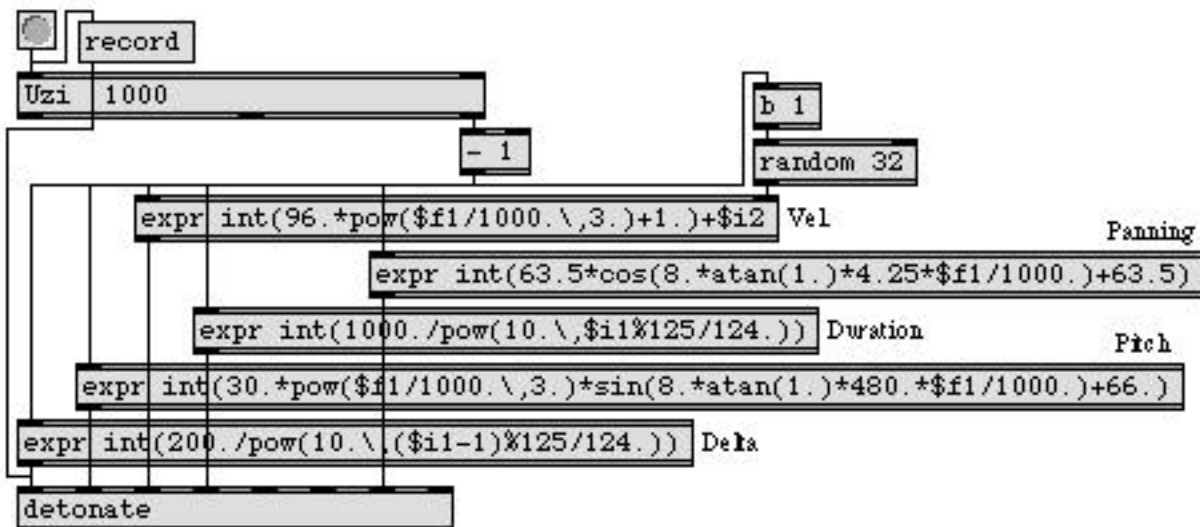 record
Uzi 1000
b 1
- 1
random 32
expr int(96.*pow($f1/1000.\,3.)+1.)+$i2 Vel
Panning
expr int(63.5*cos(8.*atan(1.)*4.25*$f1/1000.)+63.5)
expr int(1000./pow(10.\,$i1%125/124.)) Duration
Pitch
expr int(30.*pow($f1/1000.\,3.)*sin(8.*atan(1.)*480.*$f1/1000.)+66.)
expr int(200./pow(10.\,($i1-1)%125/124.)) Delta
detonate